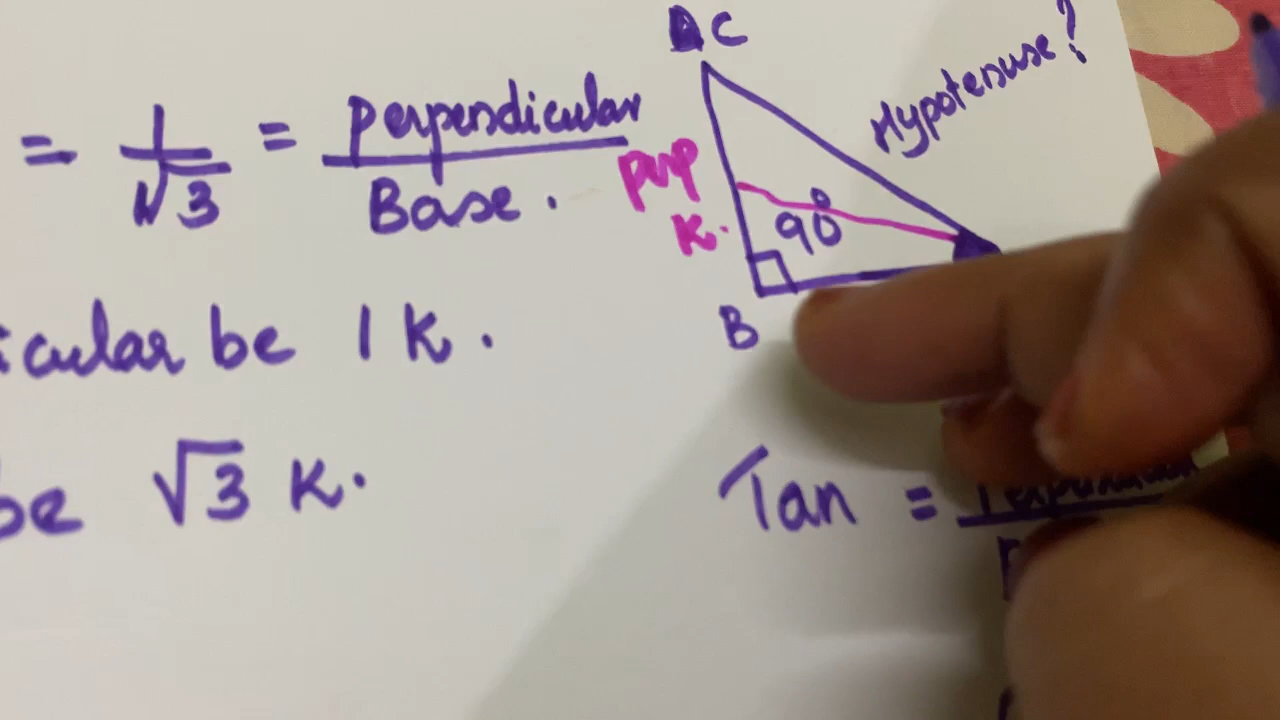 C
Hypotenuse?
= 1/√3 = Perpendicular/Base.
perp
K.
90°
B
icular be 1 K.
be √3 K.
Tan =